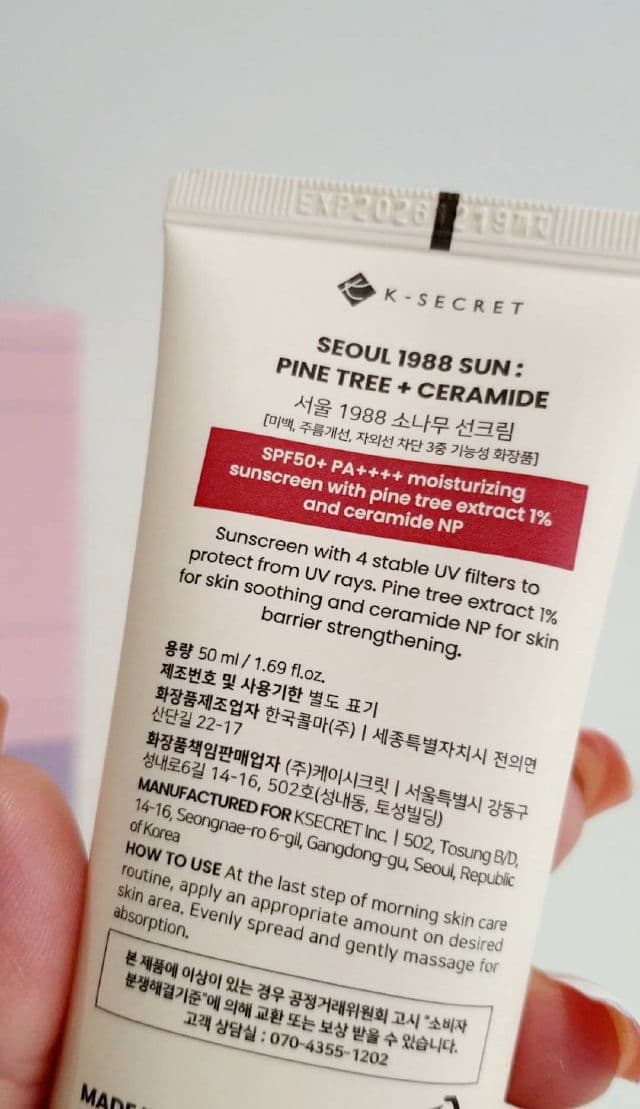 EXP2026
K-SECRET
SEOUL 1988 SUN :
PINE TREE + CERAMIDE
서울 1988 소나무 선크림
[미백, 주름개선, 자외선 차단 3중 기능성 화장품]
SPF50+ PA++++ moisturizing
sunscreen with pine tree extract 1%
and ceramide NP
Sunscreen with 4 stable UV filters to
protect from UV rays. Pine tree extract 1%
for skin soothing and ceramide NP for skin
barrier strengthening.
용량 50 ml / 1.69 fl.oz.
제조번호 및 사용기한 별도 표기
화장품제조업자 한국콜마(주) | 세종특별자치시 전의면
산단길 22-17
화장품책임판매업자 (주)케이시크릿 | 서울특별시 강동구
성내로6길 14-16, 502호(성내동, 토성빌딩)
MANUFACTURED FOR KSECRET Inc. | 502, Tosung B/D,
14-16, Seongnae-ro 6-gil, Gangdong-gu, Seoul, Republic
of Korea
HOW TO USE At the last step of morning skin care
routine, apply an appropriate amount on desired
skin area. Evenly spread and gently massage for
absorption.
본 제품에 이상이 있는 경우 공정거래위원회 고시 "소비자
분쟁해결기준"에 의해 교환 또는 보상 받을 수 있습니다.
고객 상담실 : 070-4355-1202